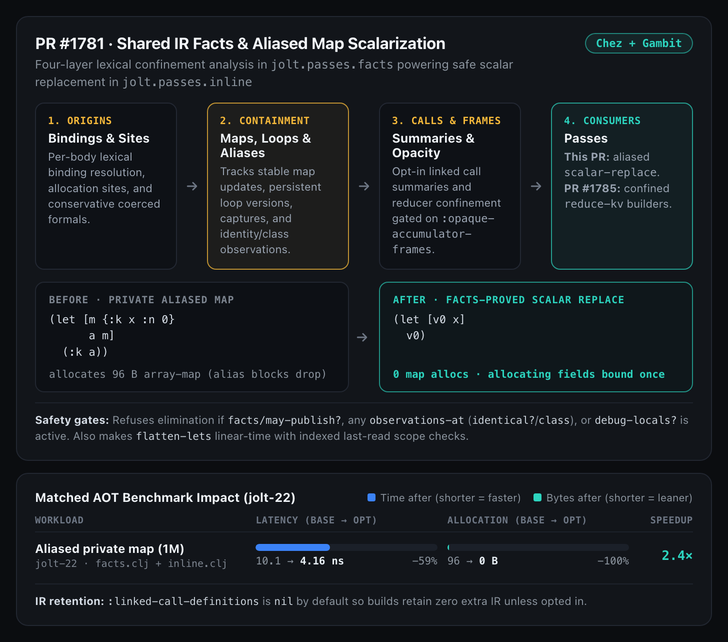 PR #1781 · Shared IR Facts & Aliased Map Scalarization
Chez + Gambit
Four-layer lexical confinement analysis in jolt.passes.facts powering safe scalar
replacement in jolt.passes.inline
1. ORIGINS
Bindings & Sites
Per-body lexical
binding resolution,
allocation sites, and
conservative coerced
formals.
→
2. CONTAINMENT
Maps, Loops &
Aliases
Tracks stable map
updates, persistent
loop versions,
captures, and
identity/class
observations.
→
3. CALLS & FRAMES
Summaries &
Opacity
Opt-in linked call
summaries and
reducer confinement
gated on :opaque-
accumulator-
frames.
→
4. CONSUMERS
Passes
This PR: aliased
scalar-replace.
PR #1785: confined
reduce-kv builders.
BEFORE · PRIVATE ALIASED MAP
(let [m {:k x :n 0}
a m]
(:k a))
allocates 96 B array-map (alias blocks drop)
→
AFTER · FACTS-PROVED SCALAR REPLACE
(let [v0 x]
v0)
0 map allocs · allocating fields bound once
Safety gates: Refuses elimination if facts/may-publish?, any observations-at (identical?/class), or debug-locals? is
active. Also makes flatten-lets linear-time with indexed last-read scope checks.
Matched AOT Benchmark Impact (jolt-22)
Time after (shorter = faster)
Bytes after (shorter = leaner)
WORKLOAD
LATENCY (BASE → OPT)
ALLOCATION (BASE → OPT)
SPEEDUP
Aliased private map (1M)
jolt-22 · facts.clj + inline.clj
10.1 → 4.16 ns
−59%
96 → 0 B
−100%
2.4×
IR retention: :linked-call-definitions is nil by default so builds retain zero extra IR unless opted in.